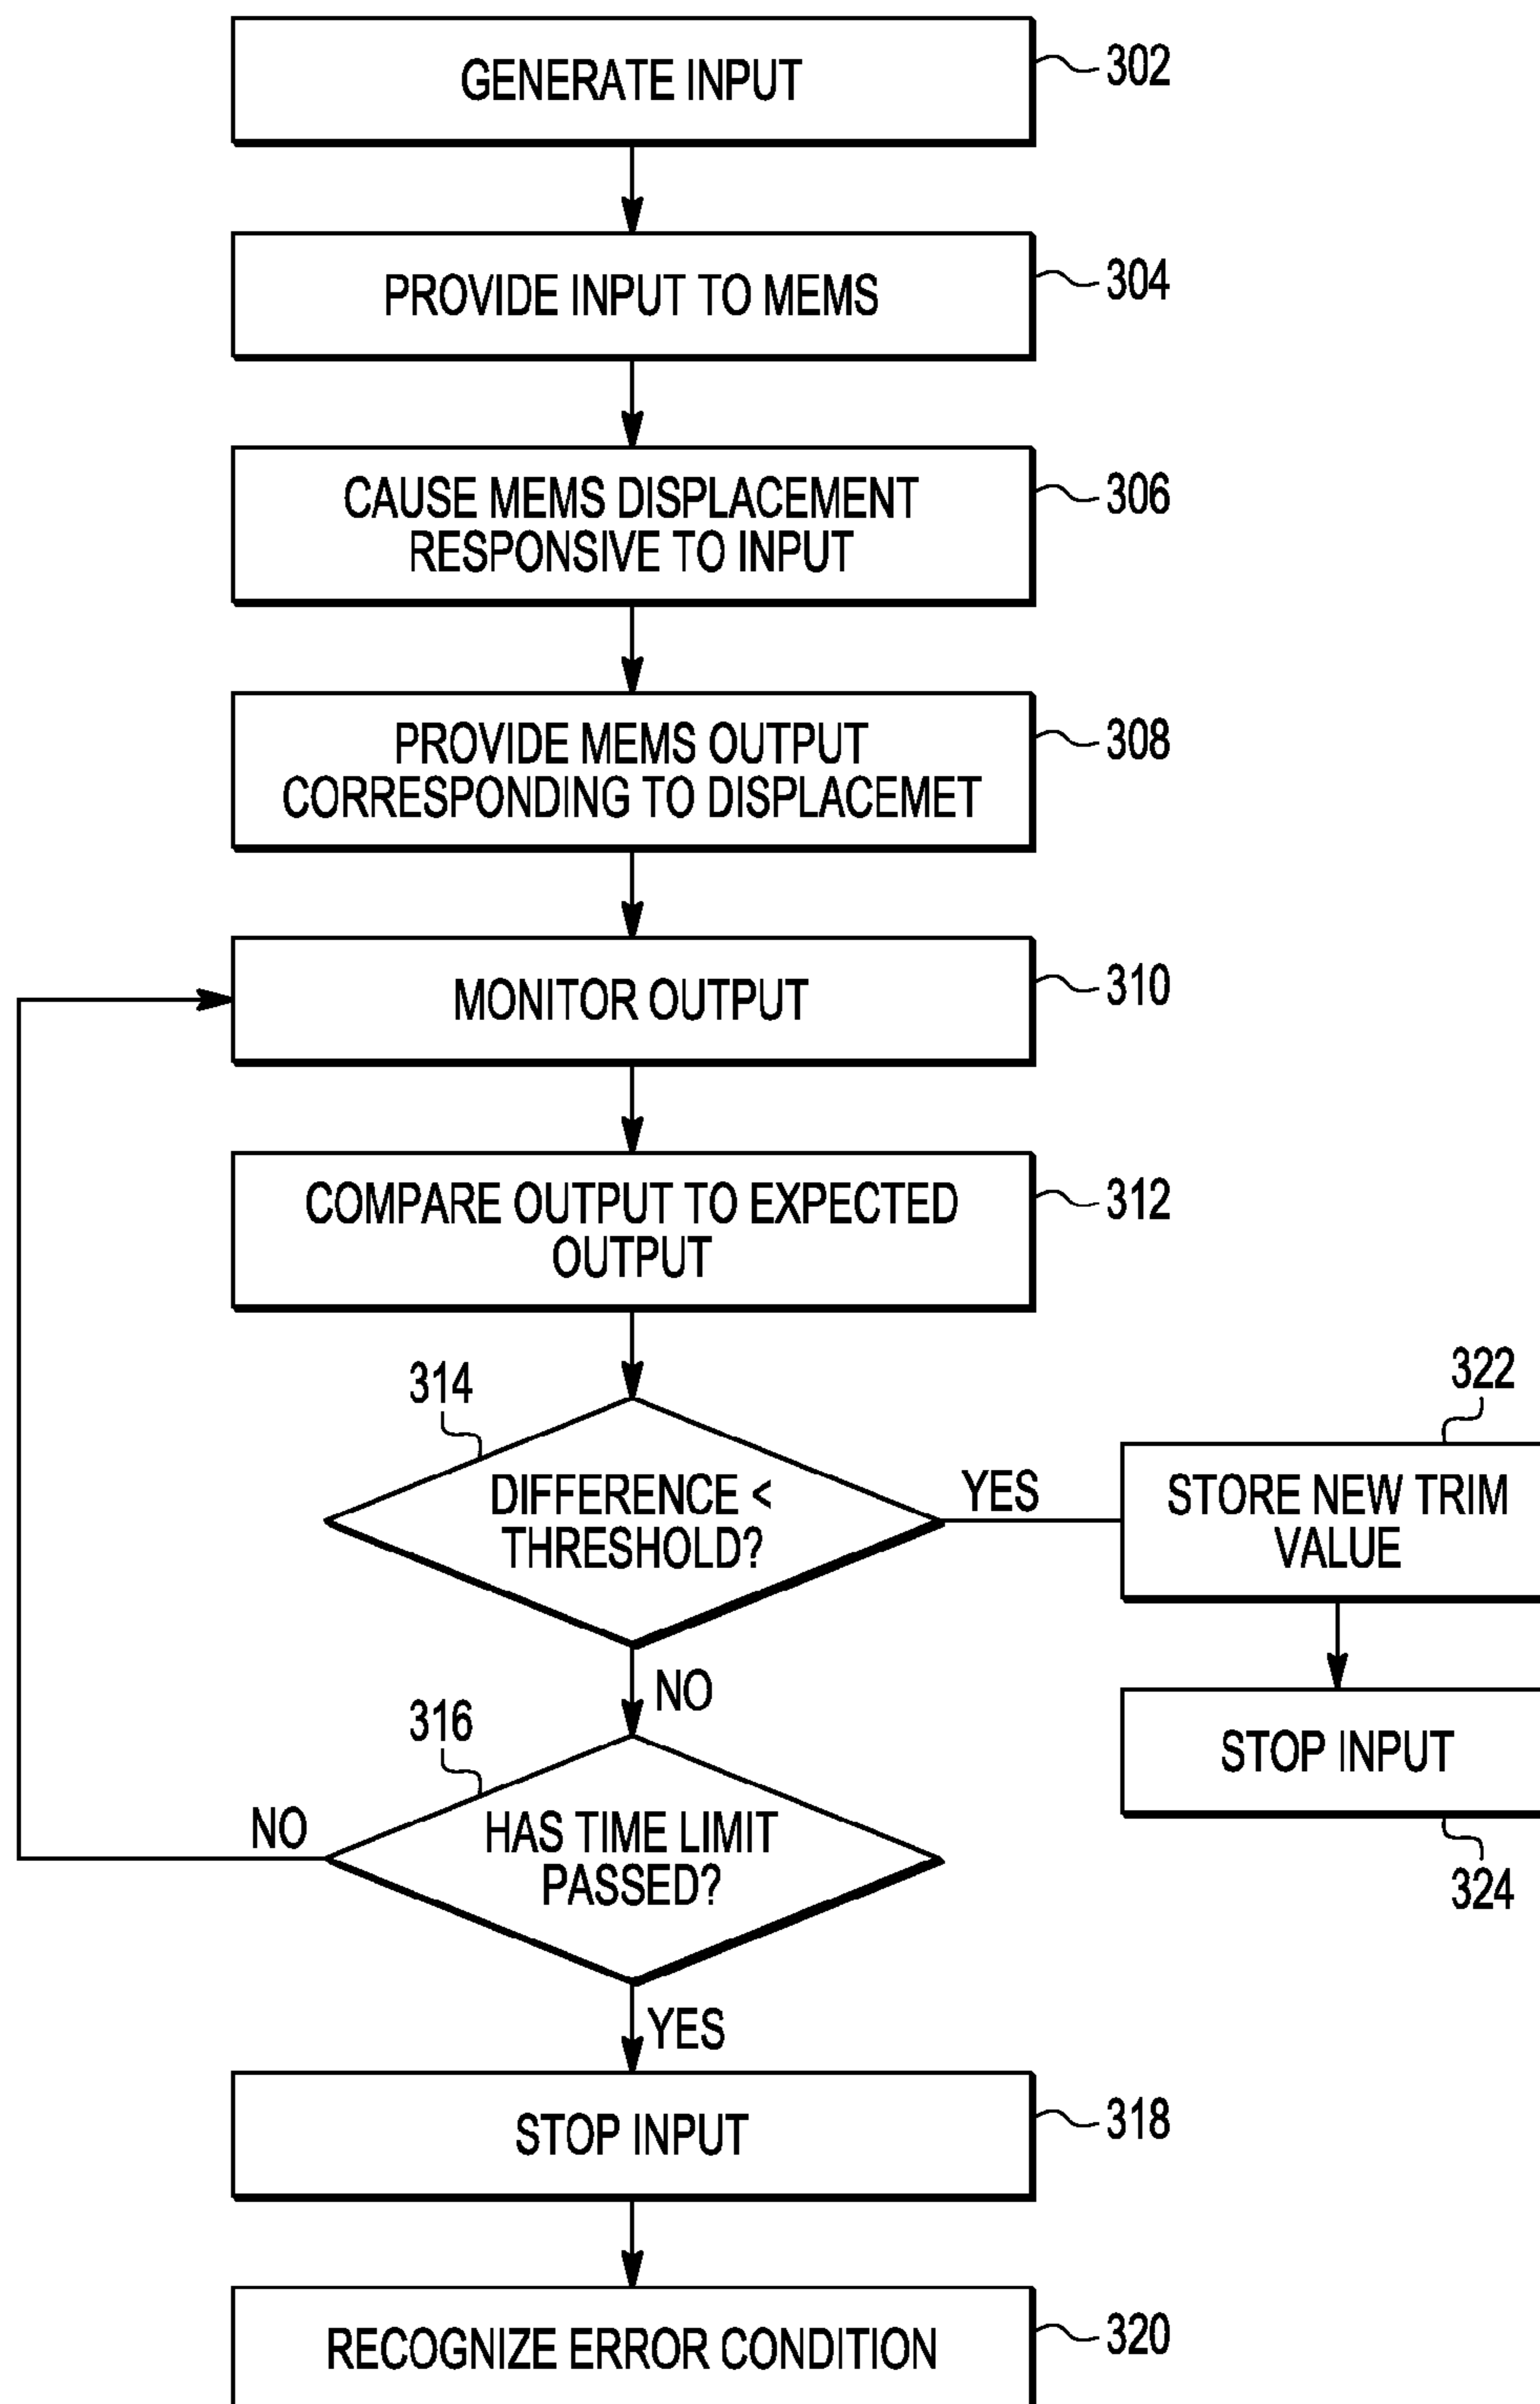 GENERATE INPUT
302
PROVIDE INPUT TO MEMS
304
CAUSE MEMS DISPLACEMENT
RESPONSIVE TO INPUT
306
PROVIDE MEMS OUTPUT
CORRESPONDING TO DISPLACEMET
308
MONITOR OUTPUT
310
COMPARE OUTPUT TO EXPECTED
OUTPUT
312
314
DIFFERENCE <
THRESHOLD?
YES
322
STORE NEW TRIM
VALUE
NO
STOP INPUT
324
316
HAS TIME LIMIT
PASSED?
NO
YES
STOP INPUT
318
RECOGNIZE ERROR CONDITION
320